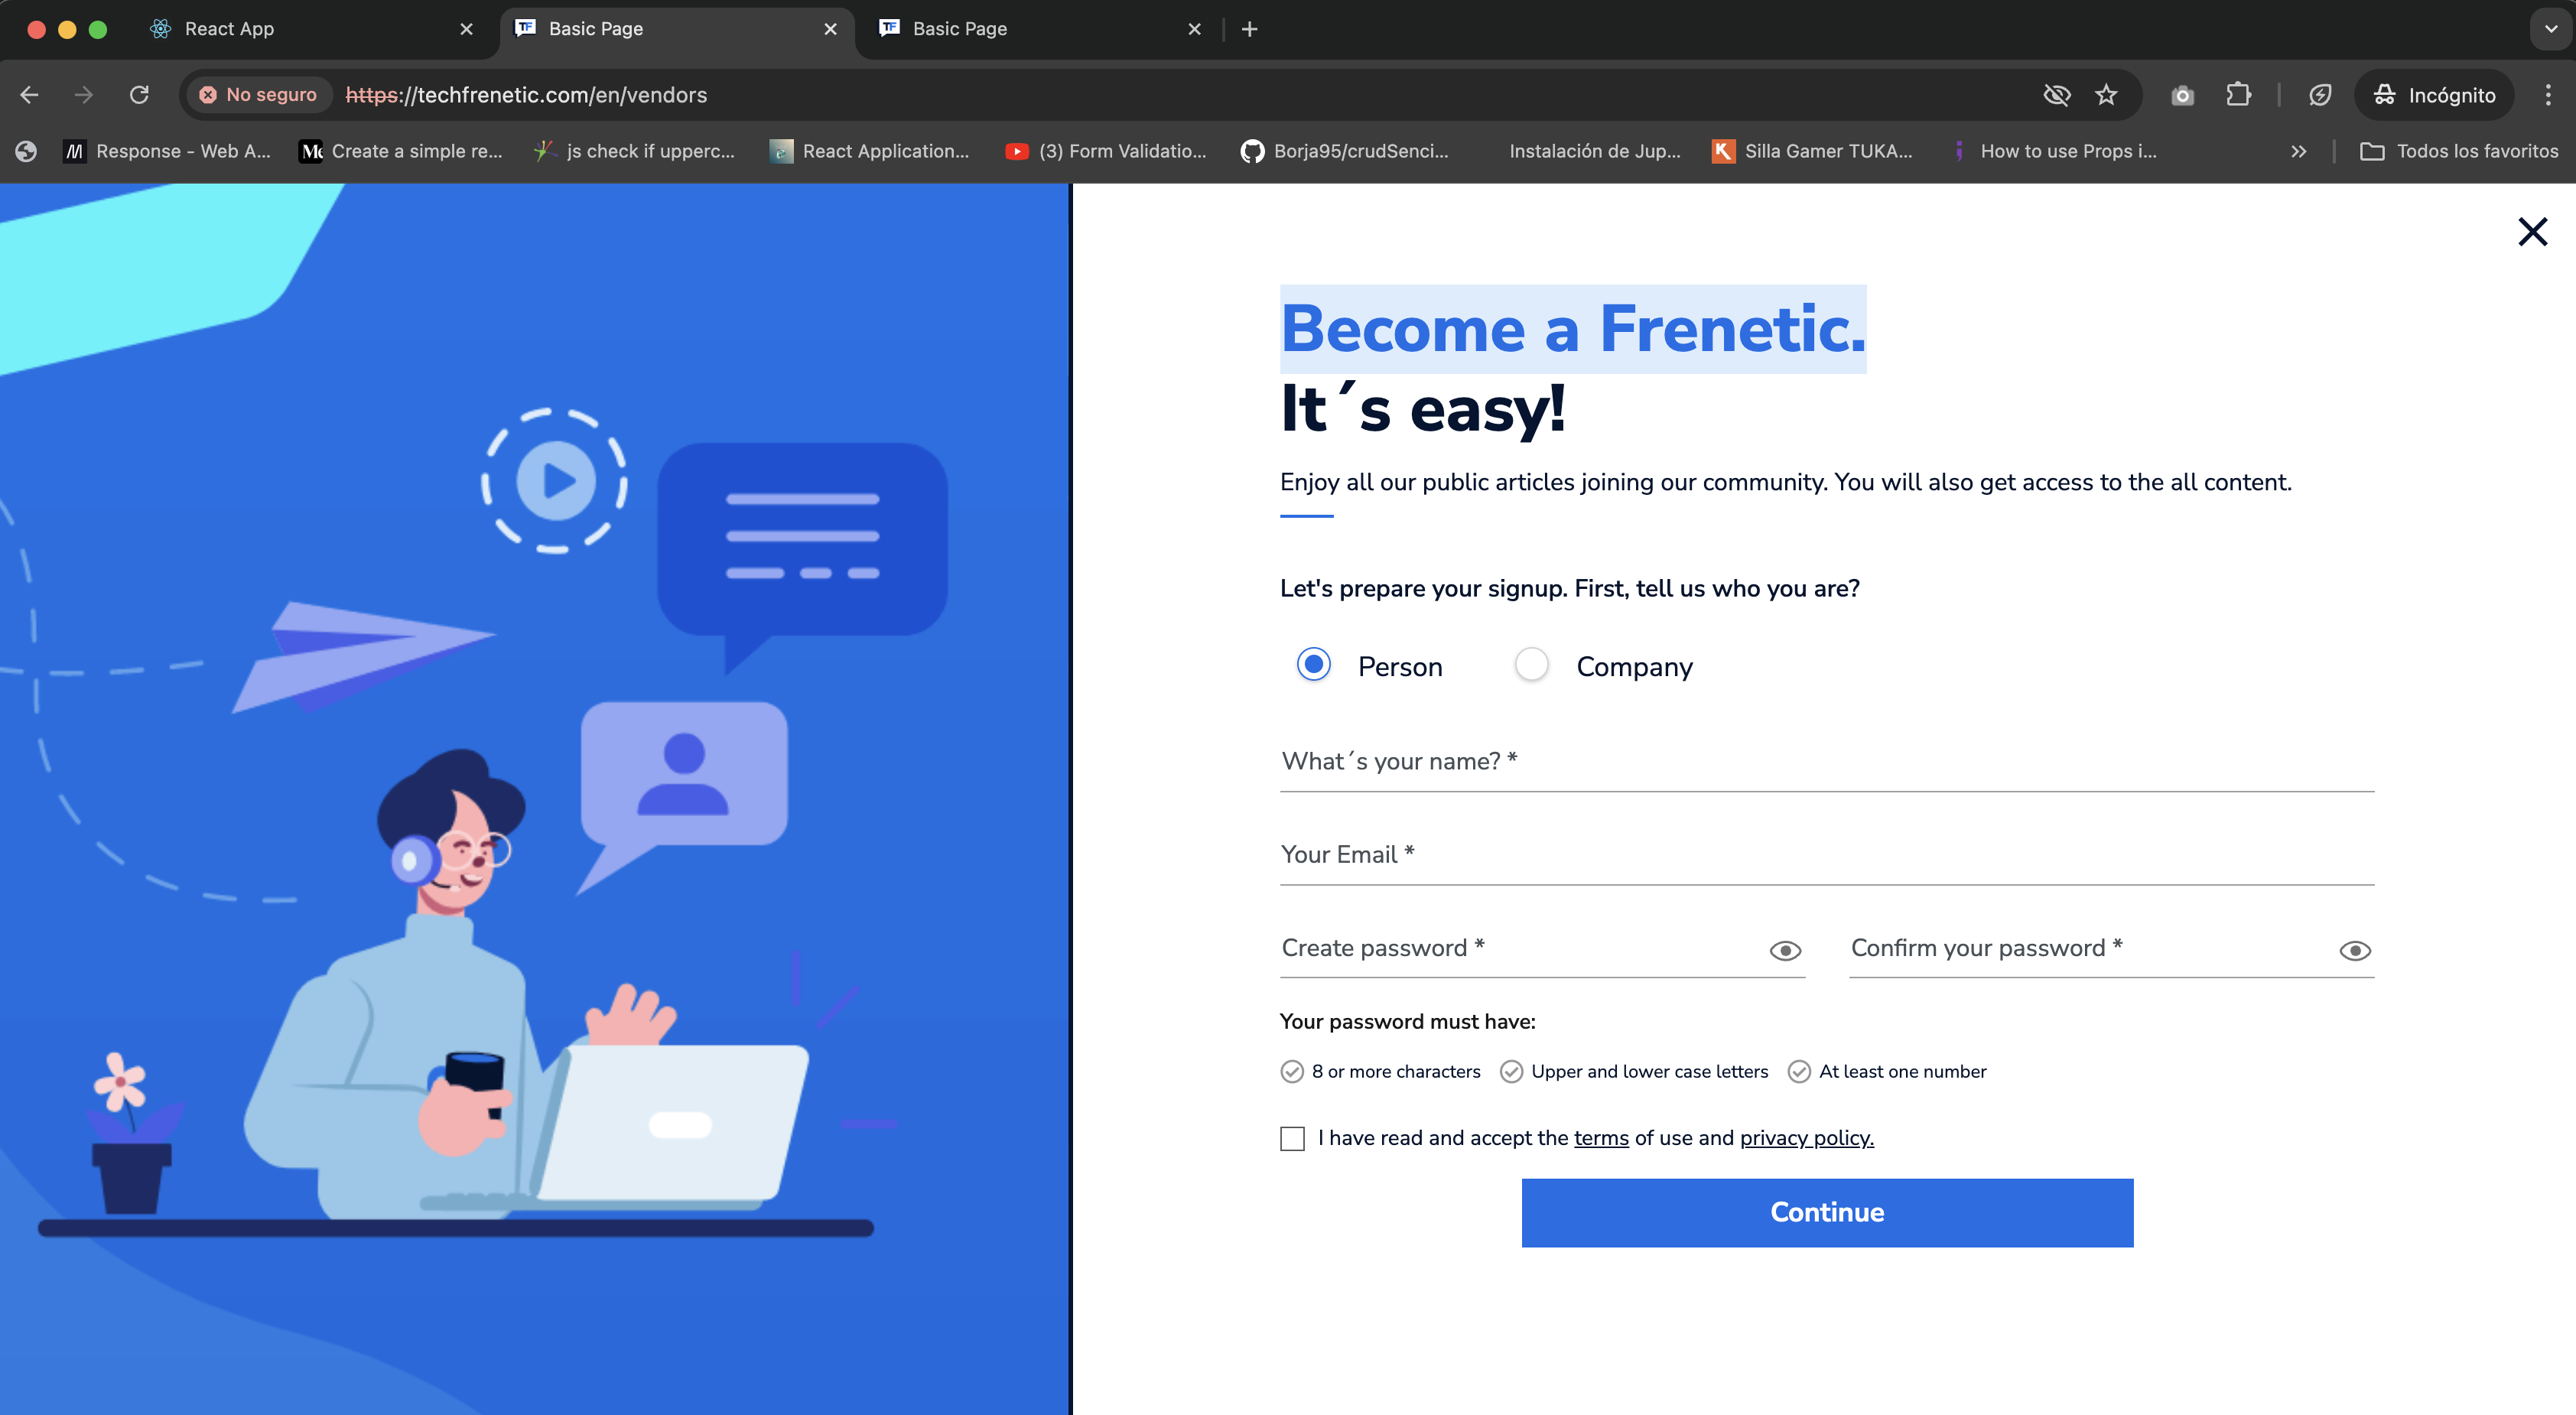 React App
Basic Page
Basic Page
No seguro https://techfrenetic.com/en/vendors
Incógnito
Response - Web A...
Create a simple re...
js check if upperc...
React Application...
(3) Form Validatio...
Borja95/crudSenci...
Instalación de Jup...
Silla Gamer TUKA...
How to use Props i...
Todos los favoritos
Become a Frenetic.
It´s easy!
Enjoy all our public articles joining our community. You will also get access to the all content.
Let's prepare your signup. First, tell us who you are?
Person Company
What´s your name? *
Your Email *
Create password * Confirm your password *
Your password must have:
8 or more characters Upper and lower case letters At least one number
I have read and accept the terms of use and privacy policy.
Continue